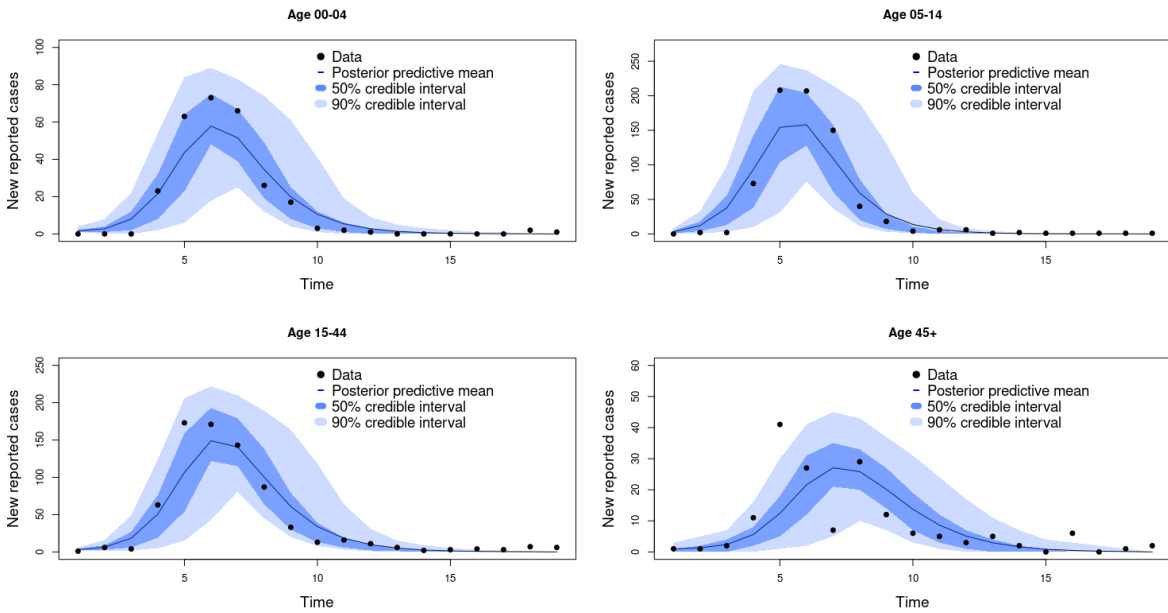 Age 00-04
New reported cases
0 20 40 60 80 100
Data
Posterior predictive mean
50% credible interval
90% credible interval
5 10 15
Time
Age 05-14
New reported cases
0 50 100 150 200 250
Data
Posterior predictive mean
50% credible interval
90% credible interval
5 10 15
Time
Age 15-44
New reported cases
0 50 100 150 200 250
Data
Posterior predictive mean
50% credible interval
90% credible interval
5 10 15
Time
Age 45+
New reported cases
0 10 20 30 40 50 60
Data
Posterior predictive mean
50% credible interval
90% credible interval
5 10 15
Time